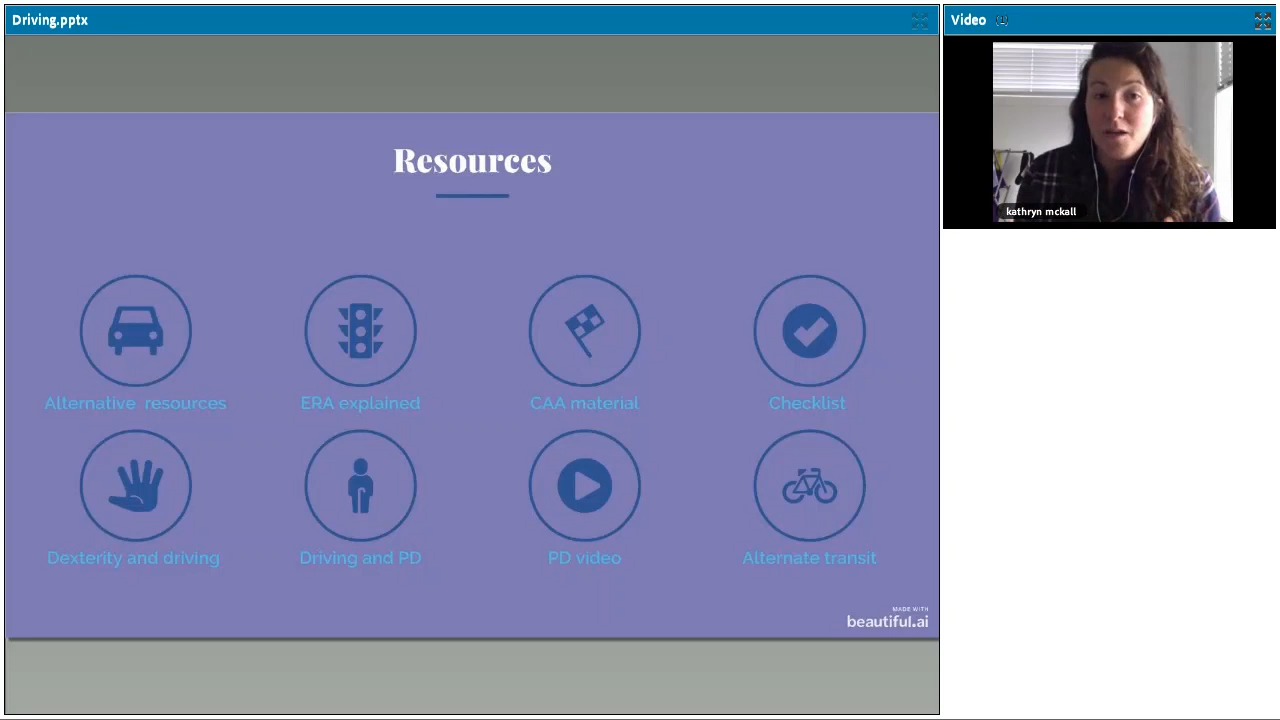 Driving.pptx
Video (1)
kathryn mckall
Resources
Alternative resources
ERA explained
CAA material
Checklist
Dexterity and driving
Driving and PD
PD video
Alternate transit
MADE WITH
beautiful.ai